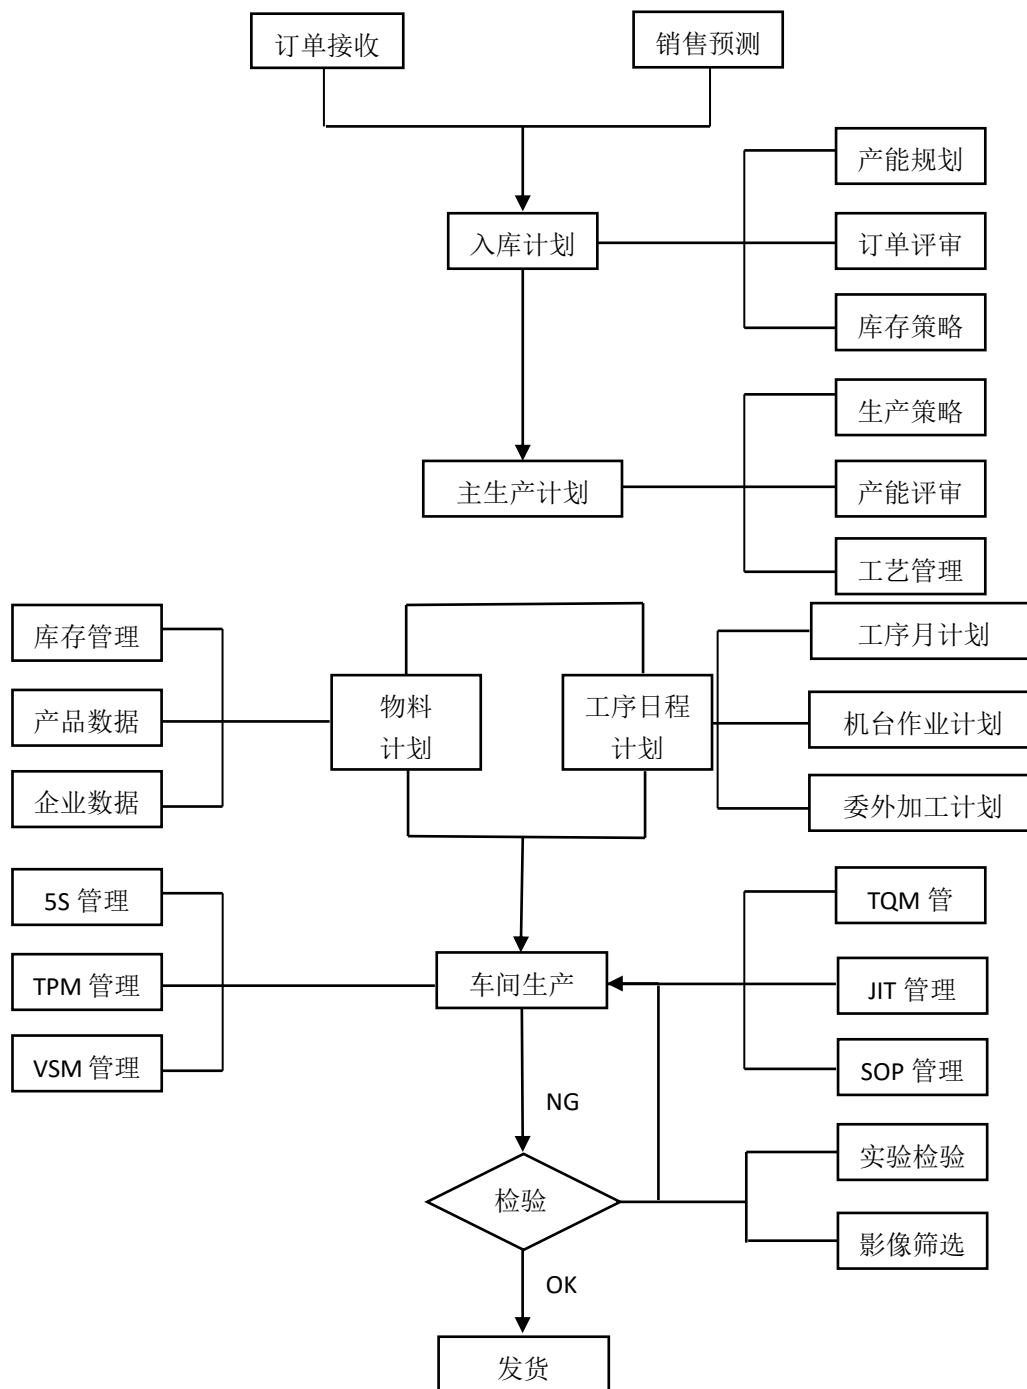 订单接收
销售预测
产能规划
入库计划
订单评审
库存策略
生产策略
主生产计划
产能评审
工艺管理
库存管理
工序月计划
产品数据
物料
计划
工序日程
计划
机台作业计划
企业数据
委外加工计划
5S 管理
TQM 管
TPM 管理
车间生产
JIT 管理
VSM 管理
SOP 管理
NG
实验检验
检验
影像筛选
OK
发货